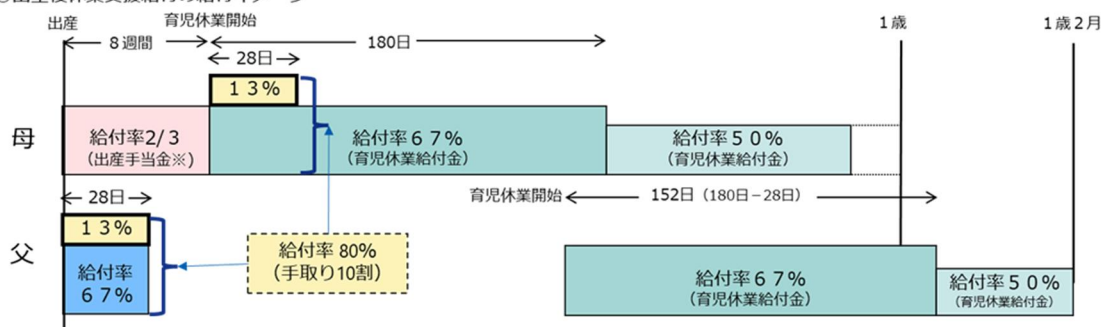 出産
育児休業開始
1歳
1歳2月
8週間
180日
28日
13%
母
給付率2/3
(出産手当金※)
給付率67%
(育児休業給付金)
給付率50%
(育児休業給付金)
28日
育児休業開始
152日(180日−28日)
13%
父
給付率
67%
給付率 80%
(手取り10割)
給付率67%
(育児休業給付金)
給付率50%
(育児休業給付金)